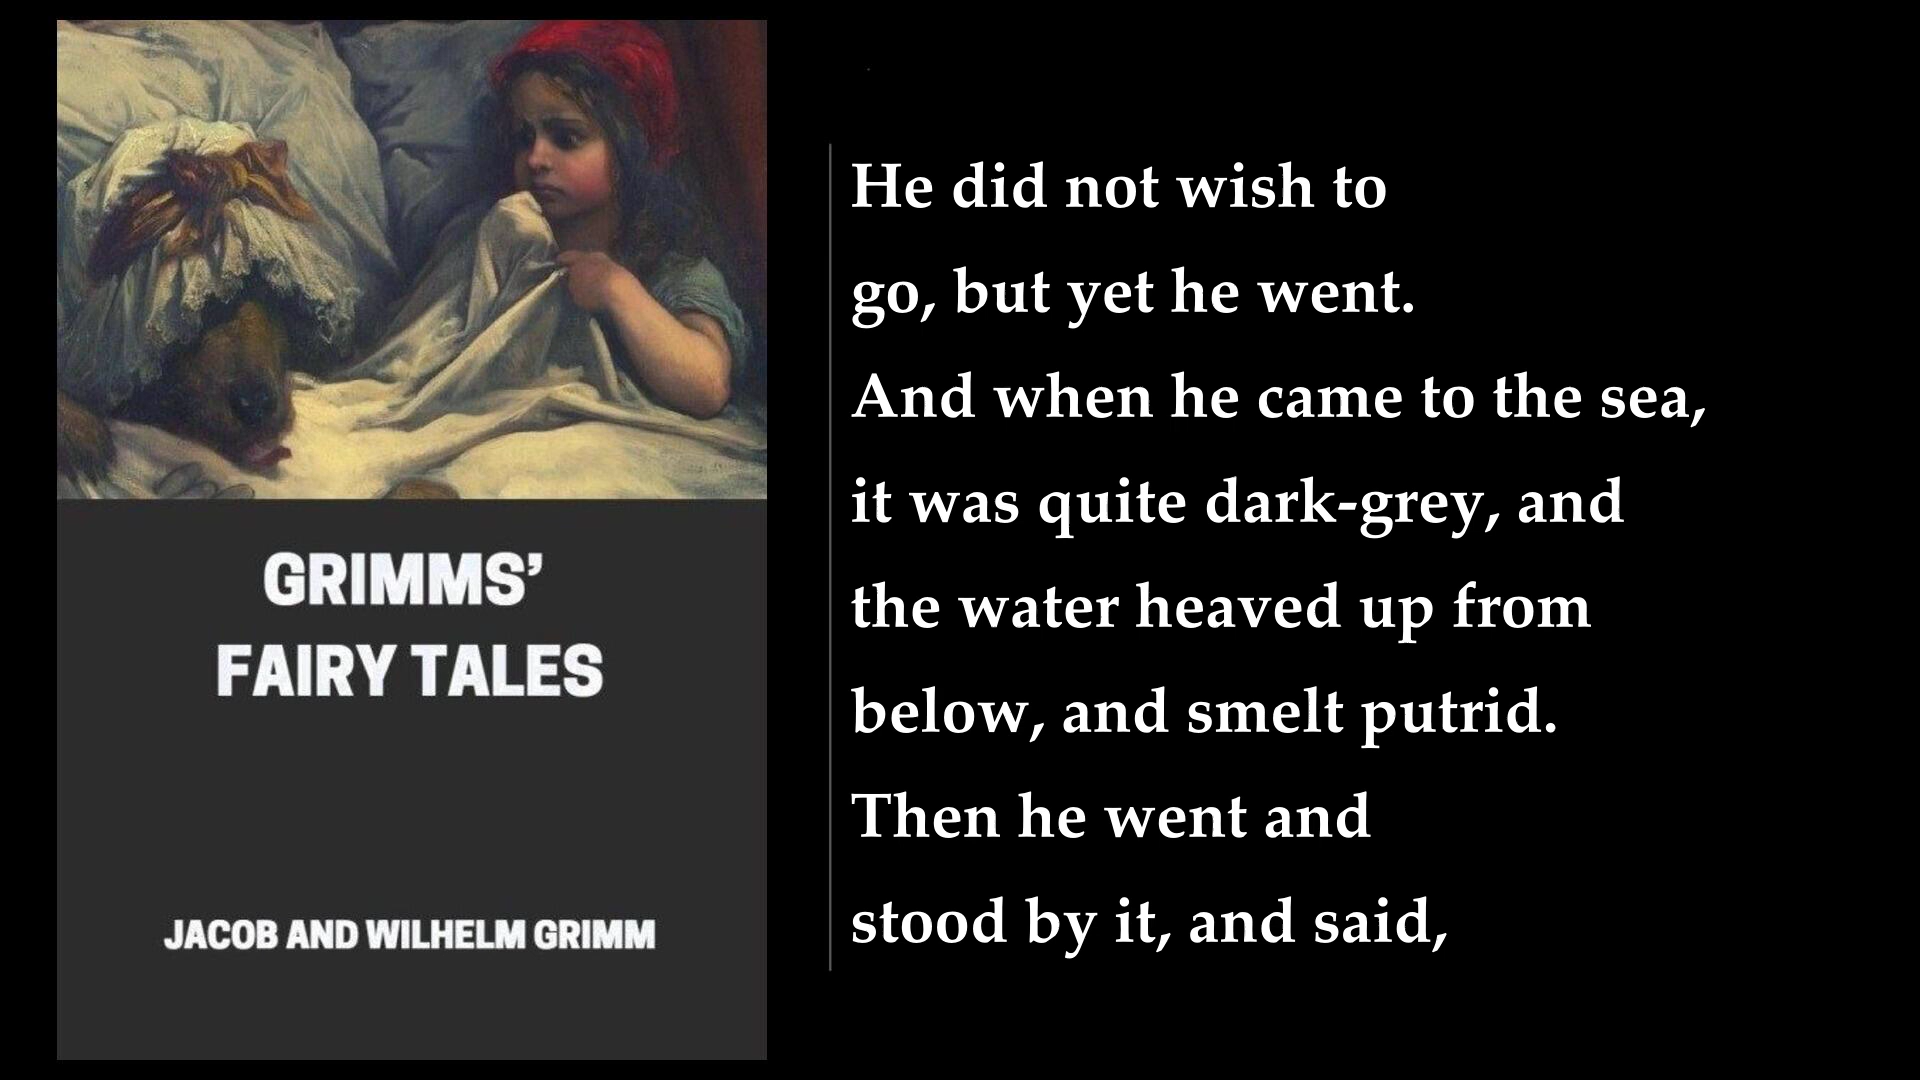 GRIMMS’
FAIRY TALES
JACOB AND WILHELM GRIMM
He did not wish to
go, but yet he went.
And when he came to the sea,
it was quite dark-grey, and
the water heaved up from
below, and smelt putrid.
Then he went and
stood by it, and said,